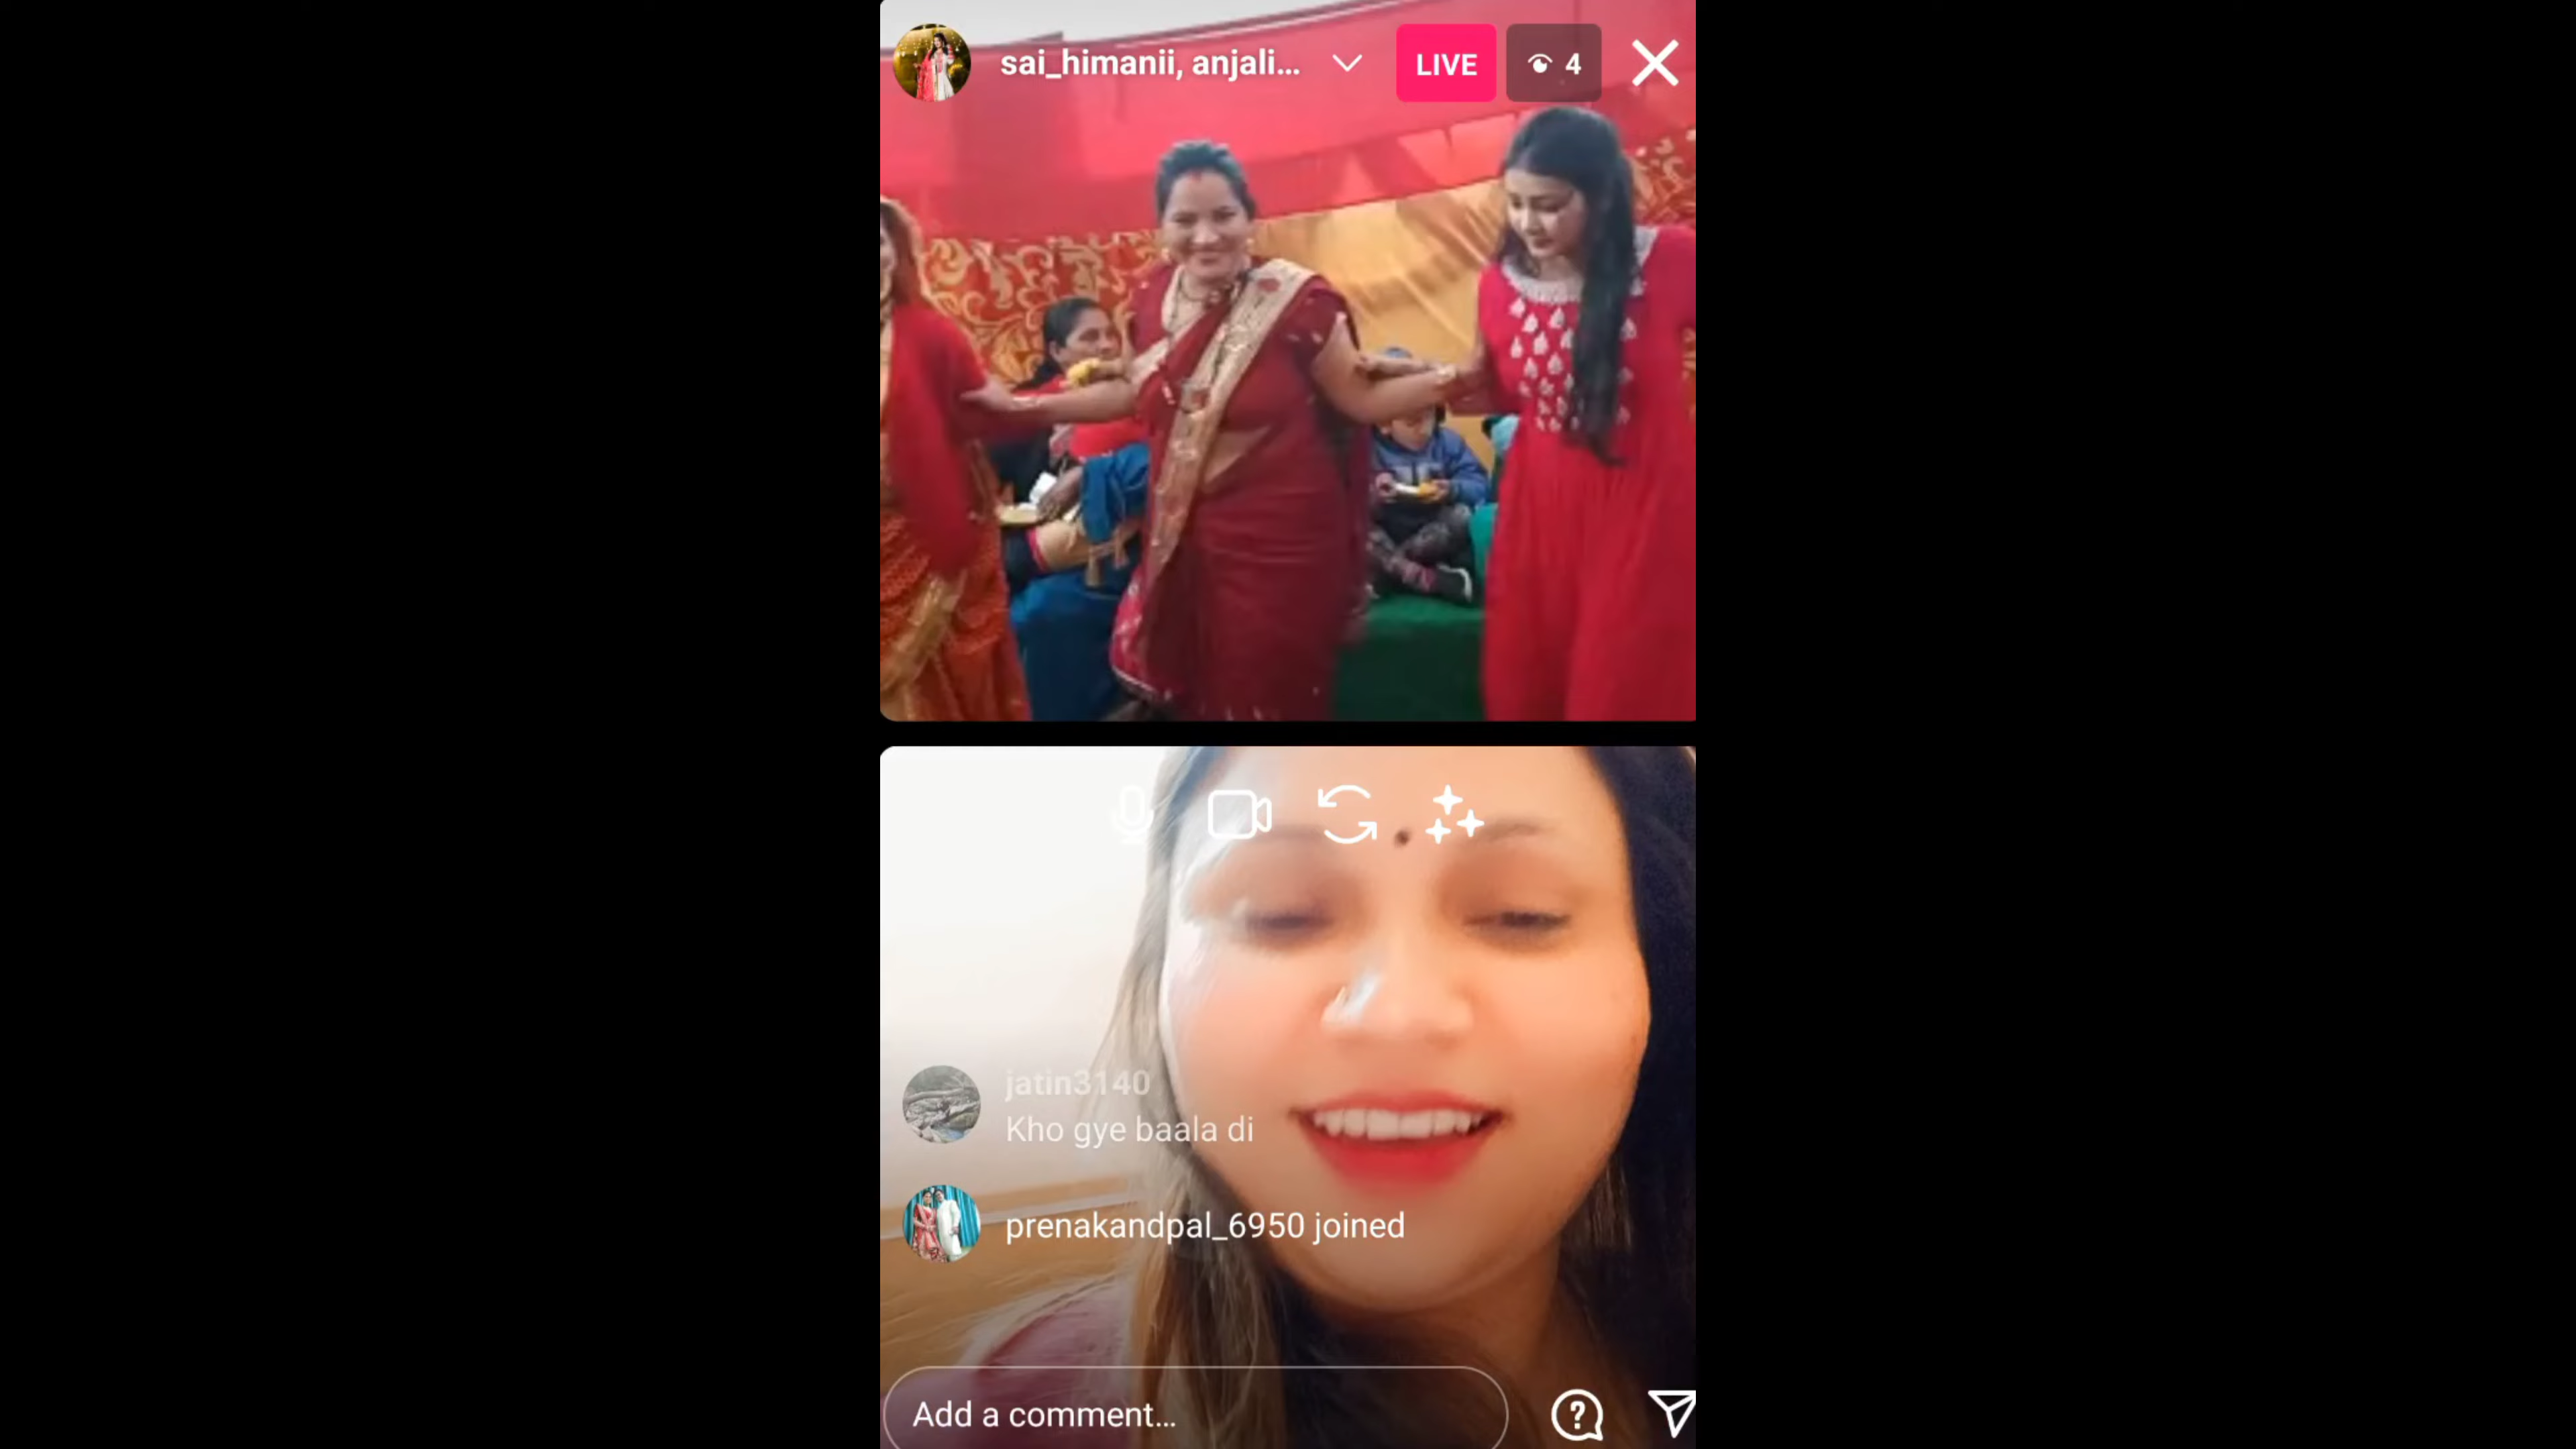 sai_himanii, anjali...
LIVE
4
jatin3140
Kho gye baala di
prenakandpal_6950 joined
Add a comment...